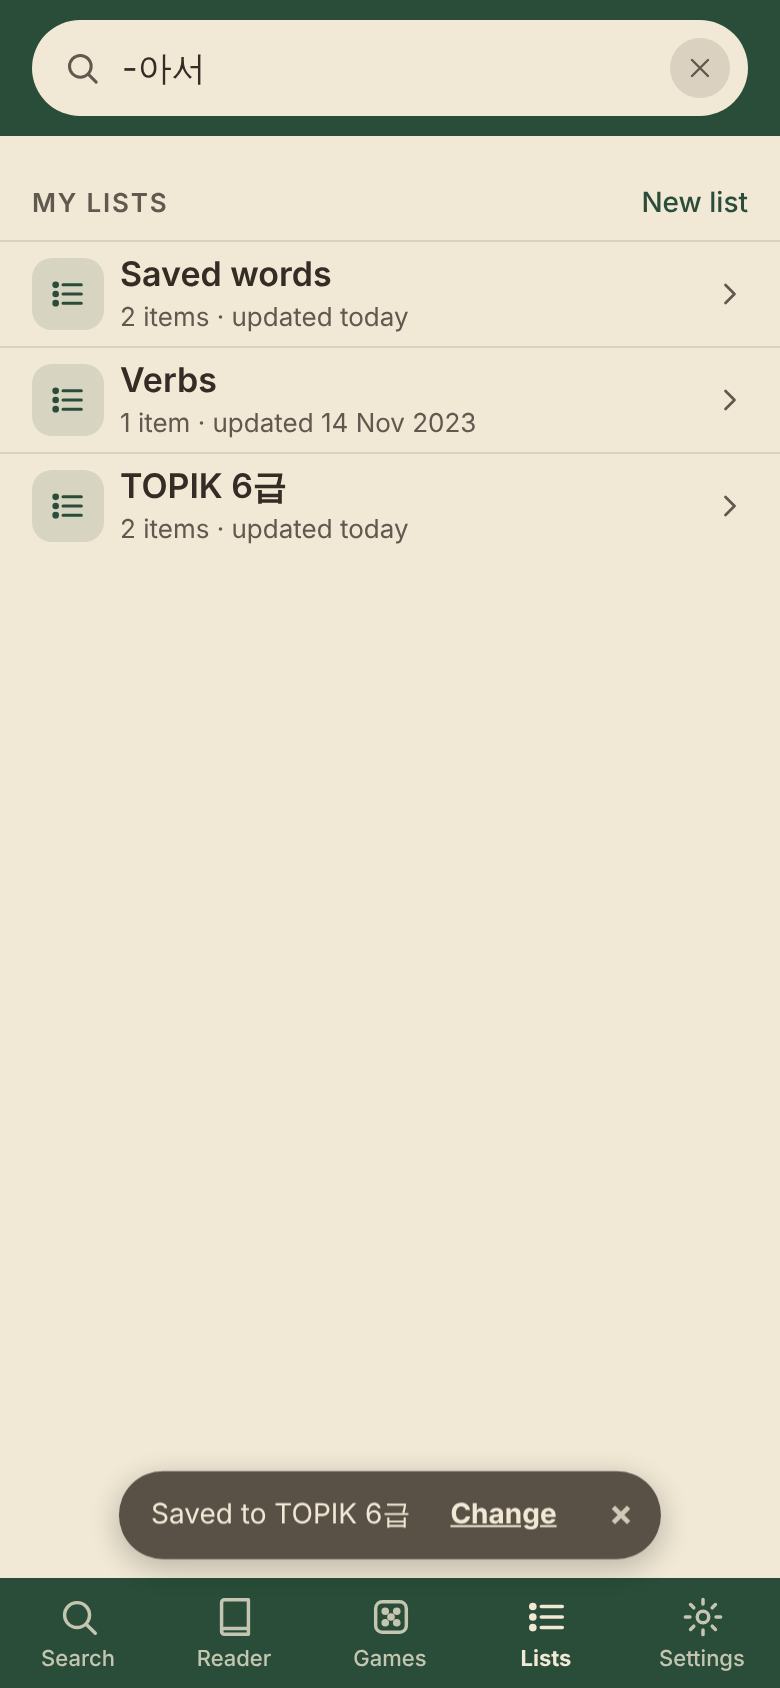 -아서
MY LISTS
New list
Saved words
2 items · updated today
Verbs
1 item · updated 14 Nov 2023
TOPIK 6급
2 items · updated today
Saved to TOPIK 6급 Change
Search Reader Games Lists Settings